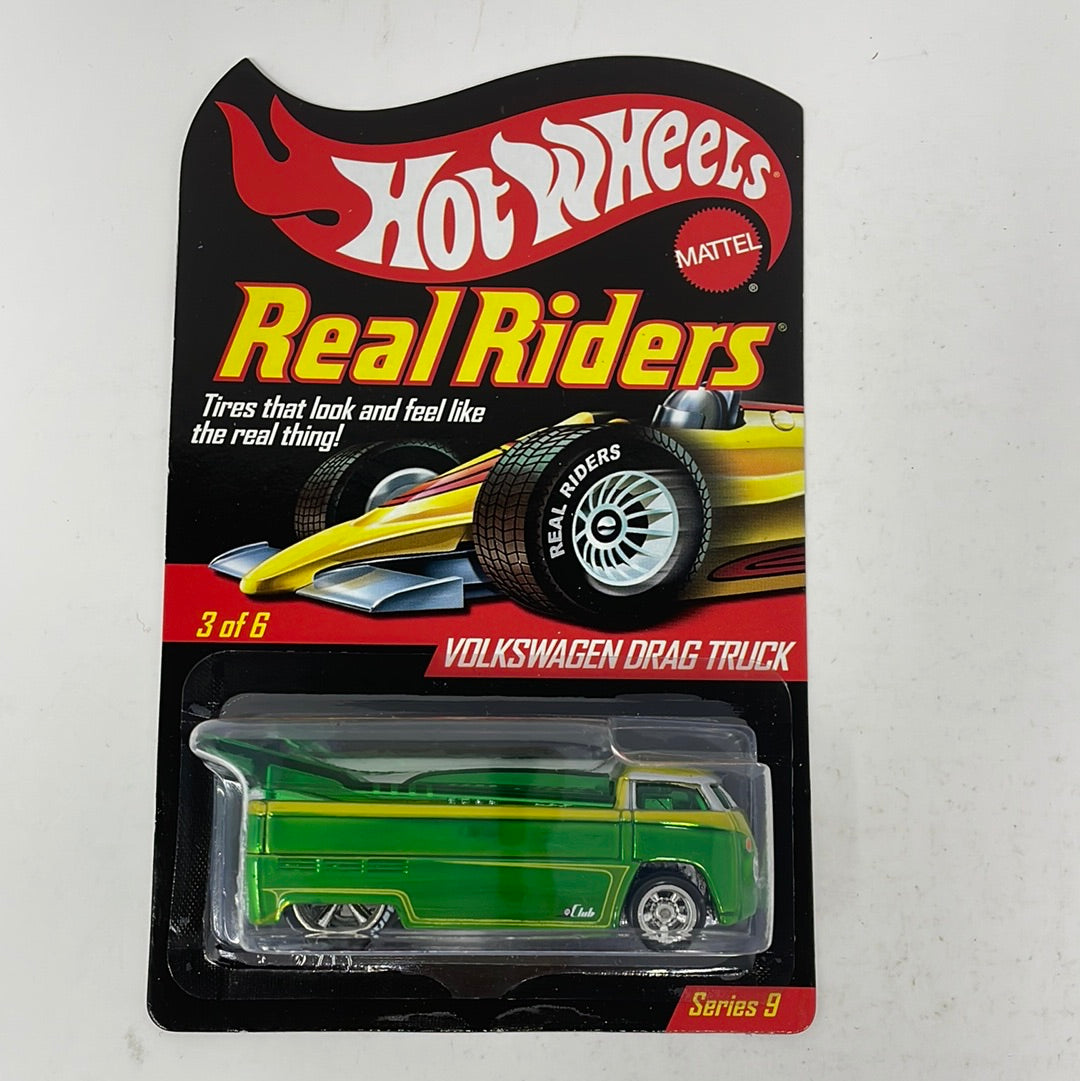 Hot Wheels®
MATTEL
®
Real Riders®
Tires that look and feel like
the real thing!
REAL RIDERS
3 of 6
VOLKSWAGEN DRAG TRUCK
Club
Series 9